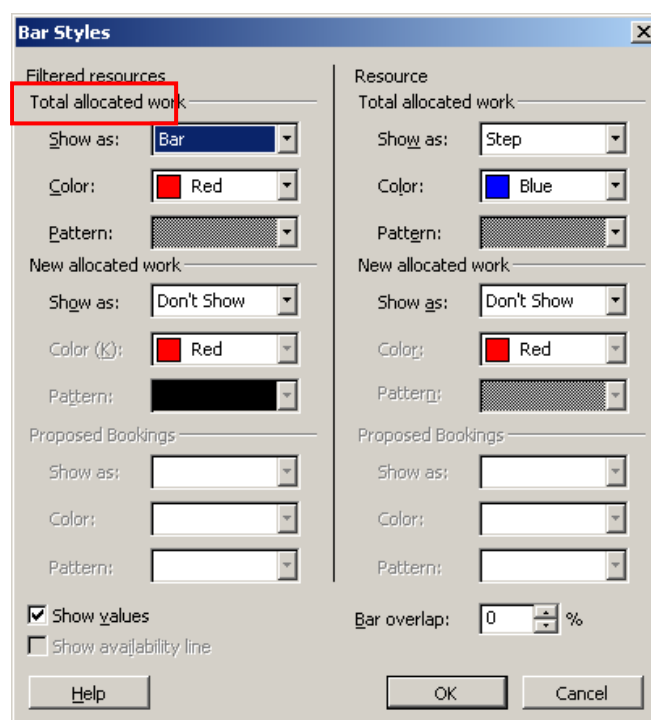 Bar Styles
Filtered resources
Total allocated work
Show as: Bar
Color: Red
Pattern:
New allocated work
Show as: Don't Show
Color (K): Red
Pattern:
Proposed Bookings
Show as:
Color:
Pattern:
Show values
Show availability line
Resource
Total allocated work
Show as: Step
Color: Blue
Pattern:
New allocated work
Show as: Don't Show
Color: Red
Pattern:
Proposed Bookings
Show as:
Color:
Pattern:
Bar overlap: 0 %
Help OK Cancel